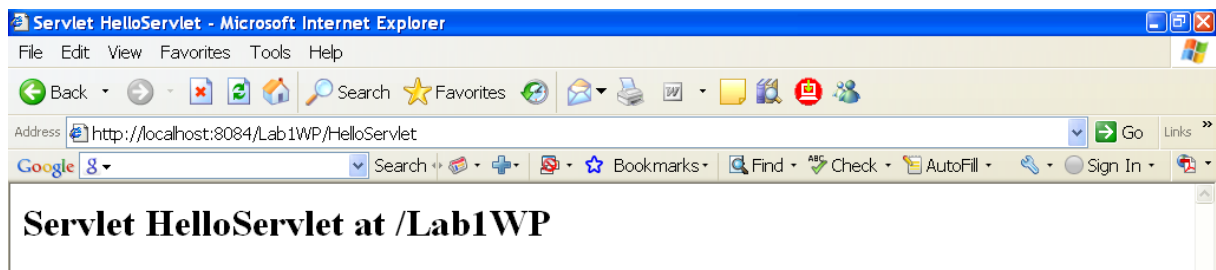 Servlet HelloServlet - Microsoft Internet Explorer
File Edit View Favorites Tools Help
Back Search Favorites W
Address http://localhost:8084/Lab1WP/HelloServlet Go Links »
Google g Search Bookmarks Find ABC Check AutoFill Sign In
Servlet HelloServlet at /Lab1WP